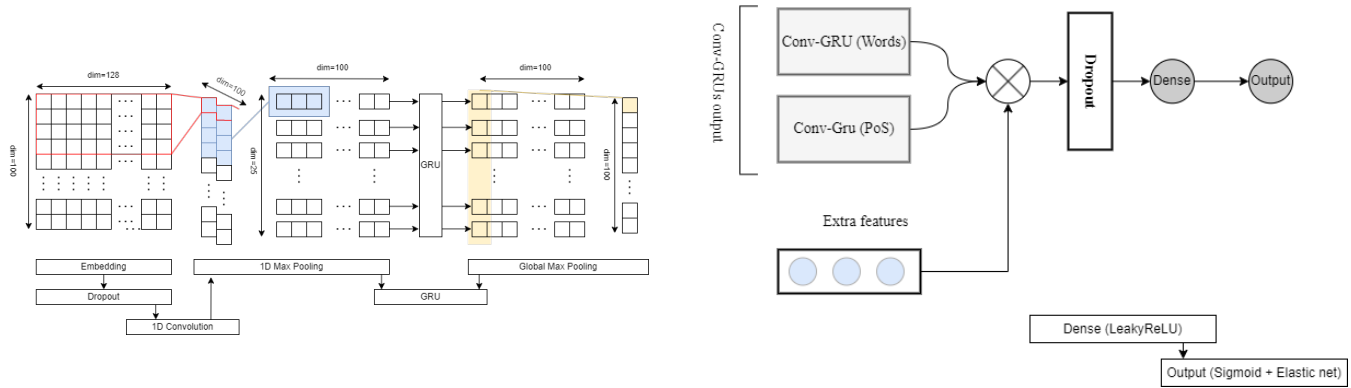 dim=128
dim=100
dim=100
dim=100
dim=100
dim=25
dim=100
GRU
Embedding
1D Max Pooling
Global Max Pooling
Dropout
GRU
1D Convolution
Conv-GRUs output
Conv-GRU (Words)
Conv-Gru (PoS)
Dropout
Dense
Output
Extra features
Dense (LeakyReLU)
Output (Sigmoid + Elastic net)